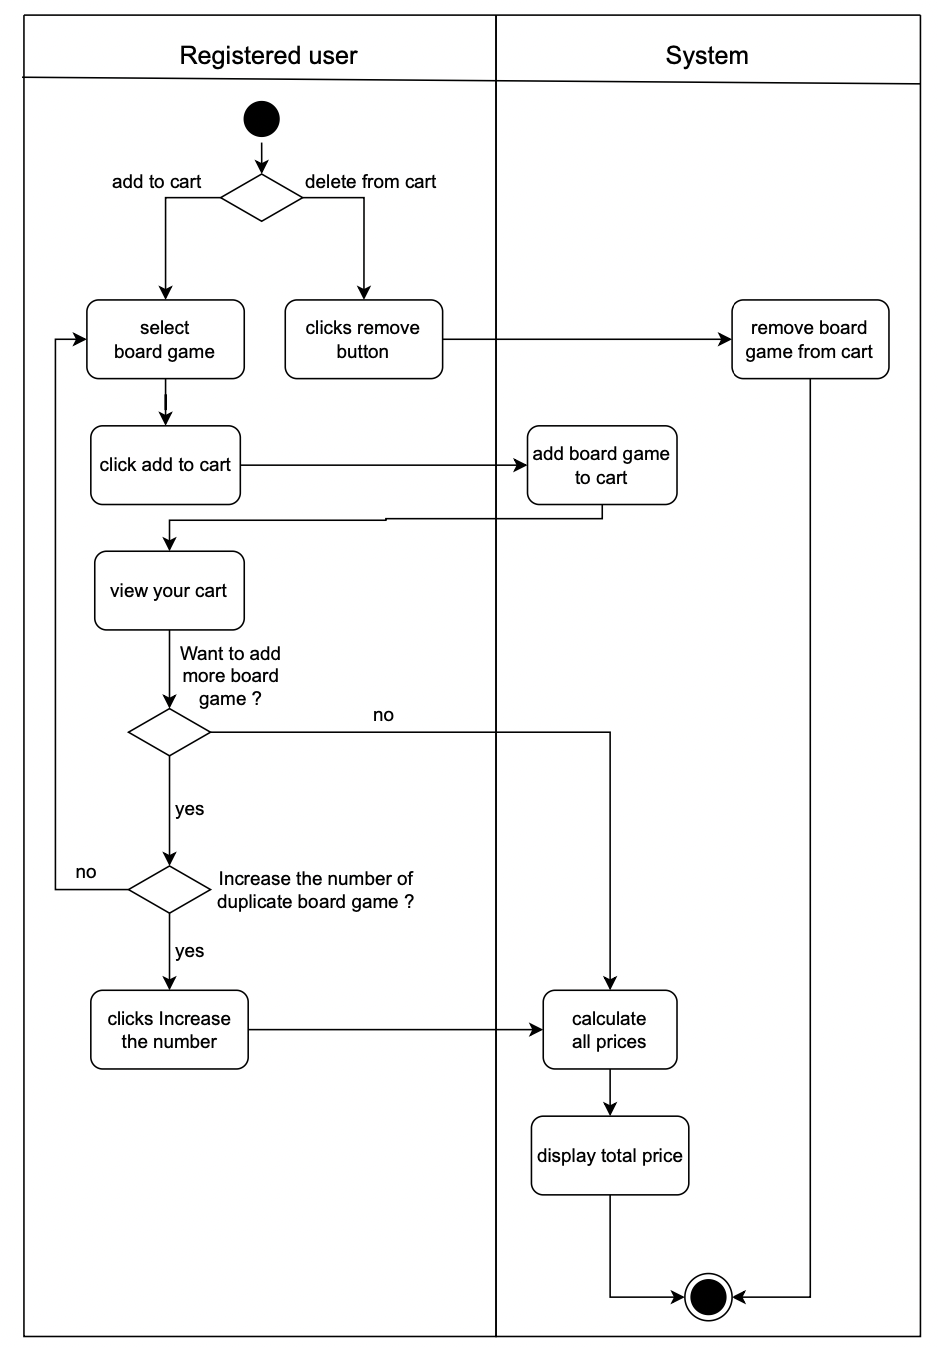 Registered user
System
add to cart
delete from cart
select
board game
clicks remove
button
remove board
game from cart
click add to cart
add board game
to cart
view your cart
Want to add
more board
game ?
no
yes
no
Increase the number of
duplicate board game ?
yes
clicks Increase
the number
calculate
all prices
display total price